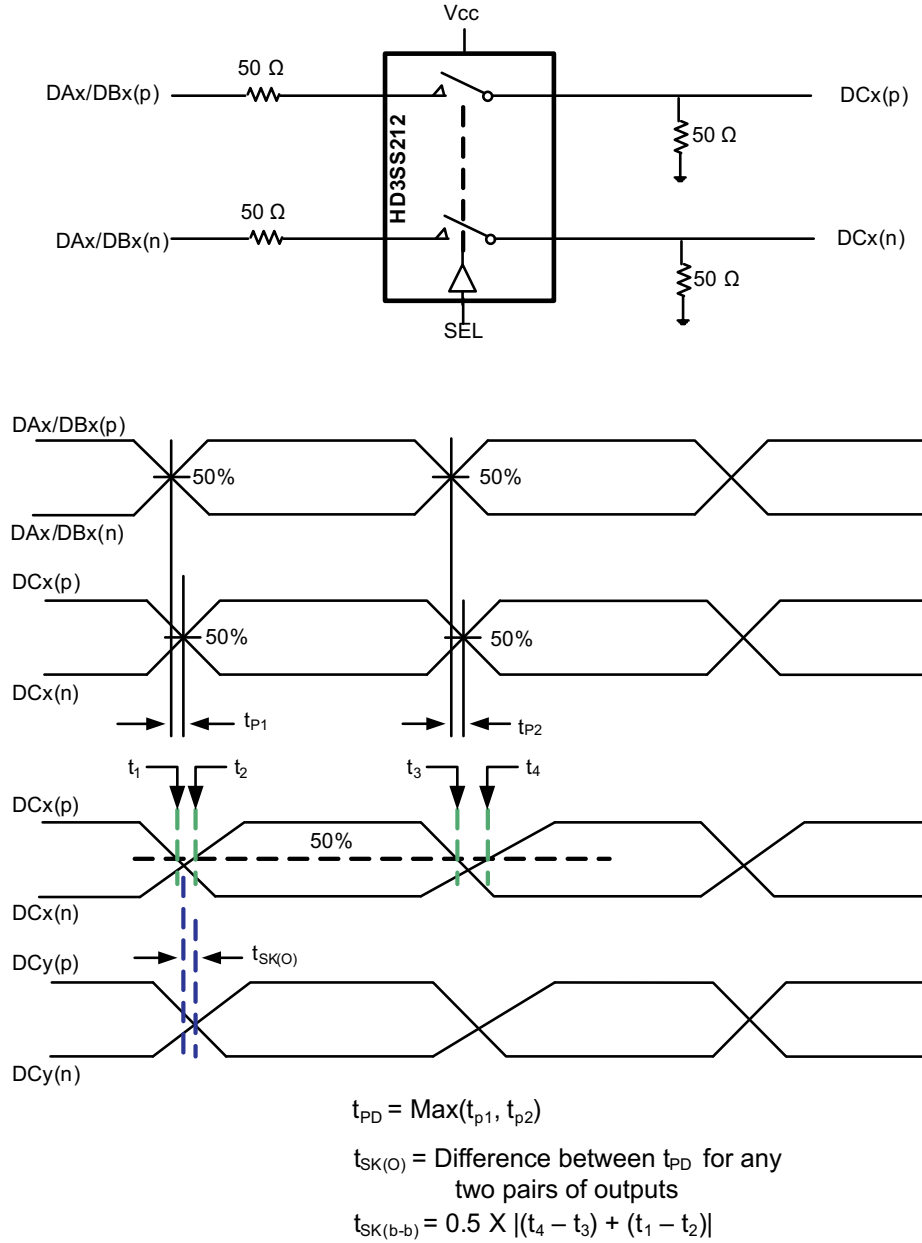 Vcc
50 Ω
DAx/DBx(p)
DCx(p)
50 Ω
HD3SS212
50 Ω
DAx/DBx(n)
DCx(n)
50 Ω
SEL
DAx/DBx(p)
50%
50%
DAx/DBx(n)
DCx(p)
50%
50%
DCx(n)
tP1
tP2
t1
t2
t3
t4
DCx(p)
50%
DCx(n)
tSK(O)
DCy(p)
DCy(n)
tPD = Max(tp1, tp2)
tSK(O) = Difference between tPD for any
two pairs of outputs
tSK(b-b) = 0.5 X |(t4 – t3) + (t1 – t2)|